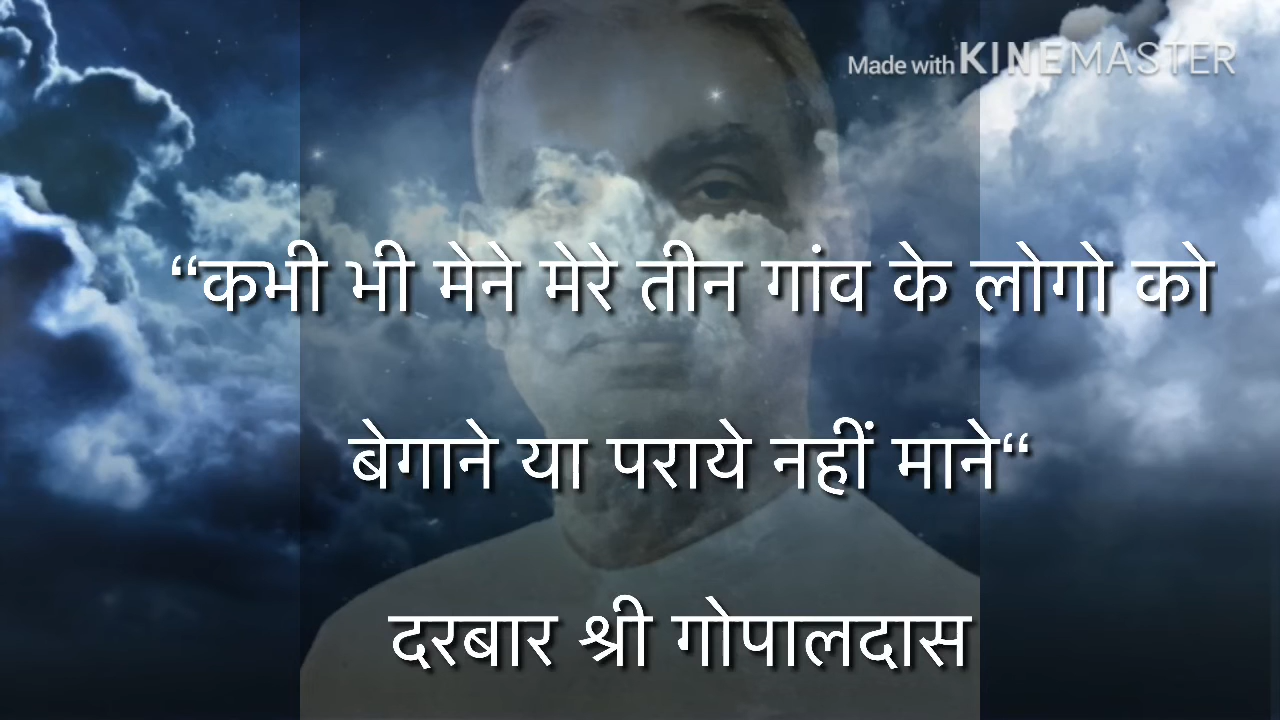 Made with KINEMASTER
“कभी भी मेने मेरे तीन गांव के लोगो को
बेगाने या पराये नहीं माने“
दरबार श्री गोपालदास